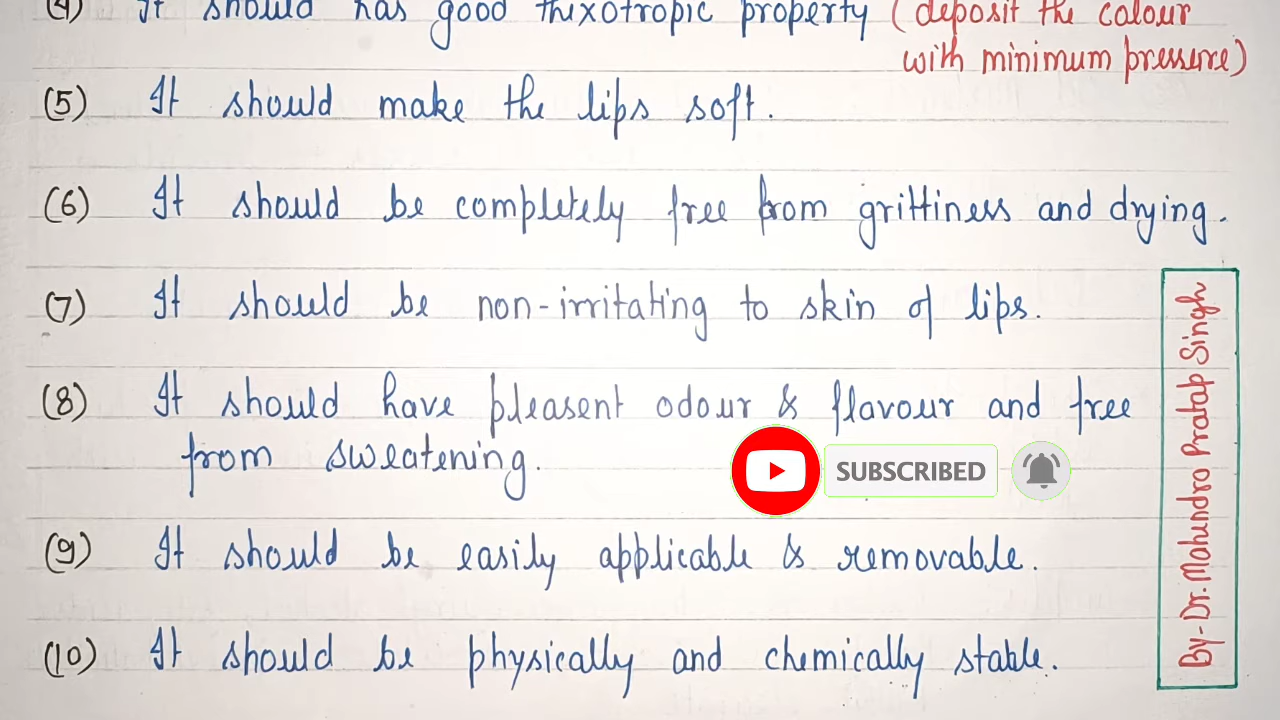 (4) It should has good thixotropic property (deposit the colour
with minimum pressure)
(5) It should make the lips soft.
(6) It should be completely free from grittiness and drying.
(7) It should be non-irritating to skin of lips.
(8) It should have pleasent odour & flavour and free
from sweatening.
SUBSCRIBED
(9) It should be easily applicable & removable.
(10) It should be physically and chemically stable.
By-Dr. Mahendra Pratap Singh